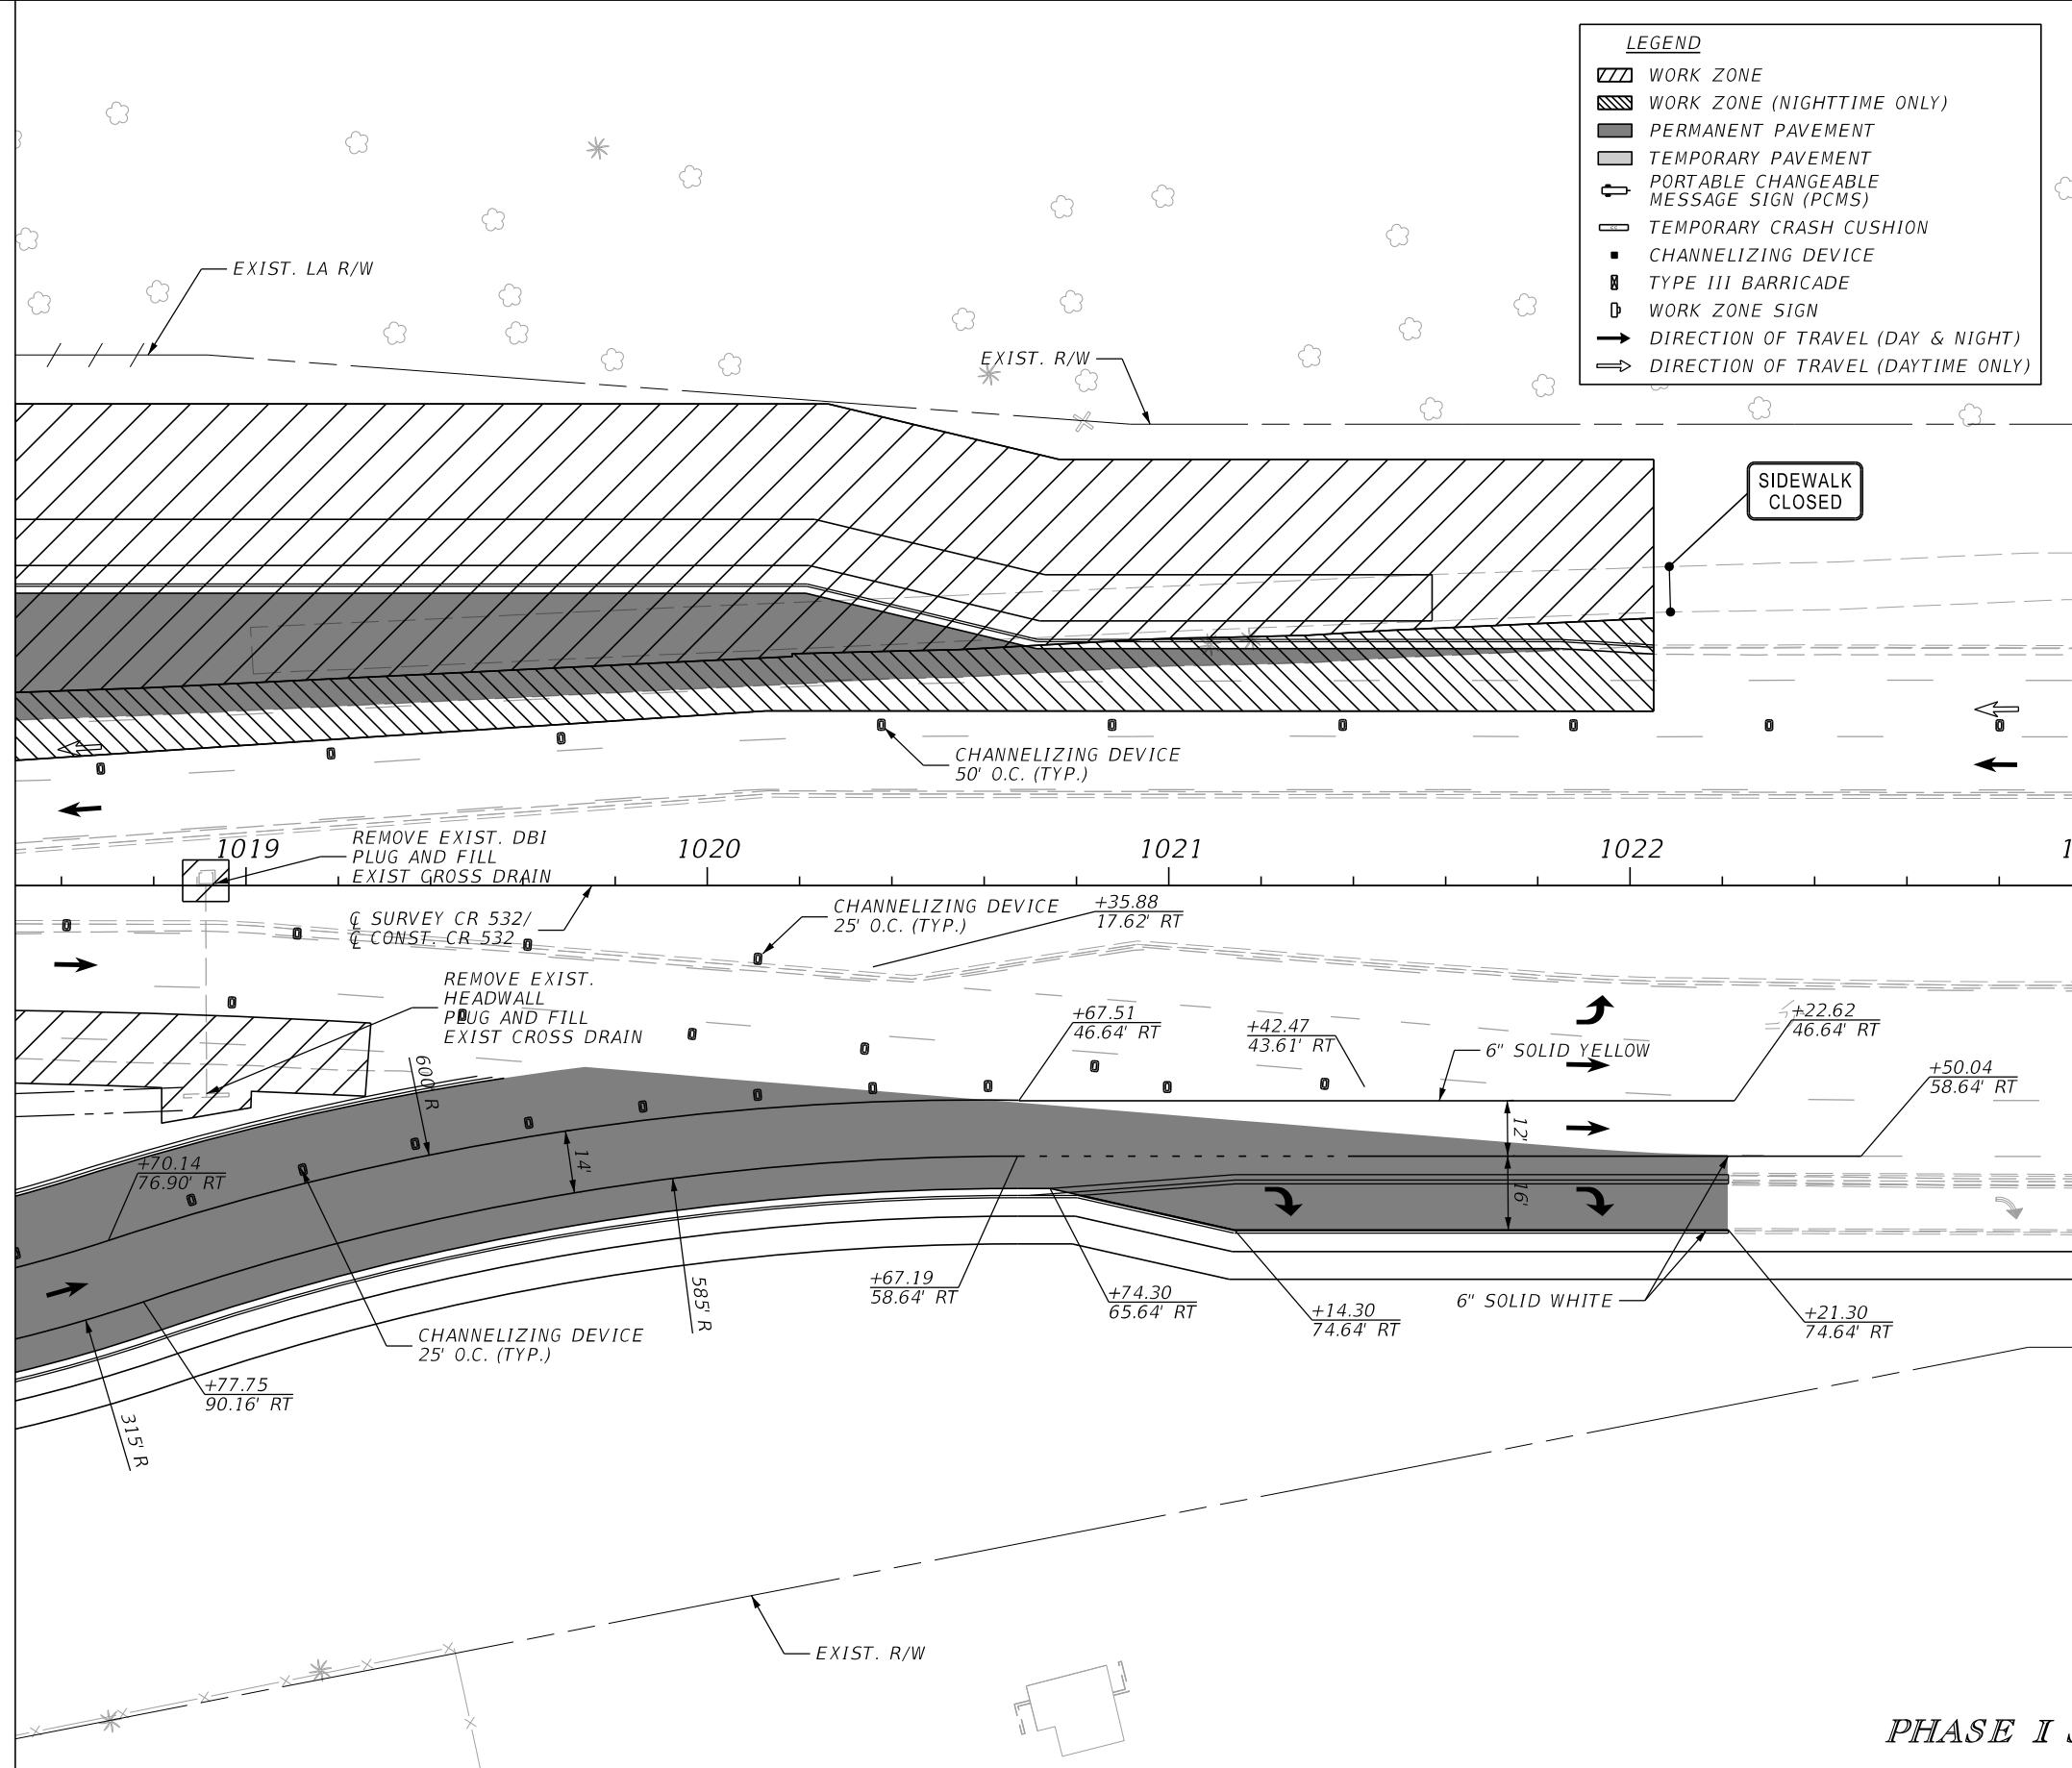 LEGEND
WORK ZONE
WORK ZONE (NIGHTTIME ONLY)
PERMANENT PAVEMENT
TEMPORARY PAVEMENT
PORTABLE CHANGEABLE
MESSAGE SIGN (PCMS)
TEMPORARY CRASH CUSHION
CHANNELIZING DEVICE
TYPE III BARRICADE
WORK ZONE SIGN
DIRECTION OF TRAVEL (DAY & NIGHT)
DIRECTION OF TRAVEL (DAYTIME ONLY)
EXIST. LA R/W
EXIST. R/W
SIDEWALK
CLOSED
CHANNELIZING DEVICE
50' O.C. (TYP.)
REMOVE EXIST. DBI
PLUG AND FILL
EXIST CROSS DRAIN
1019
1020
1021
1022
1
℄ SURVEY CR 532/
℄ CONST. CR 532
CHANNELIZING DEVICE
25' O.C. (TYP.)
+35.88
17.62' RT
REMOVE EXIST.
HEADWALL
PLUG AND FILL
EXIST CROSS DRAIN
+67.51
46.64' RT
+42.47
43.61' RT
6" SOLID YELLOW
+22.62
46.64' RT
+50.04
58.64' RT
600' R
14'
12'
16'
+70.14
76.90' RT
585' R
+67.19
58.64' RT
+74.30
65.64' RT
+14.30
74.64' RT
6" SOLID WHITE
+21.30
74.64' RT
CHANNELIZING DEVICE
25' O.C. (TYP.)
+77.75
90.16' RT
315' R
EXIST. R/W
PHASE I S